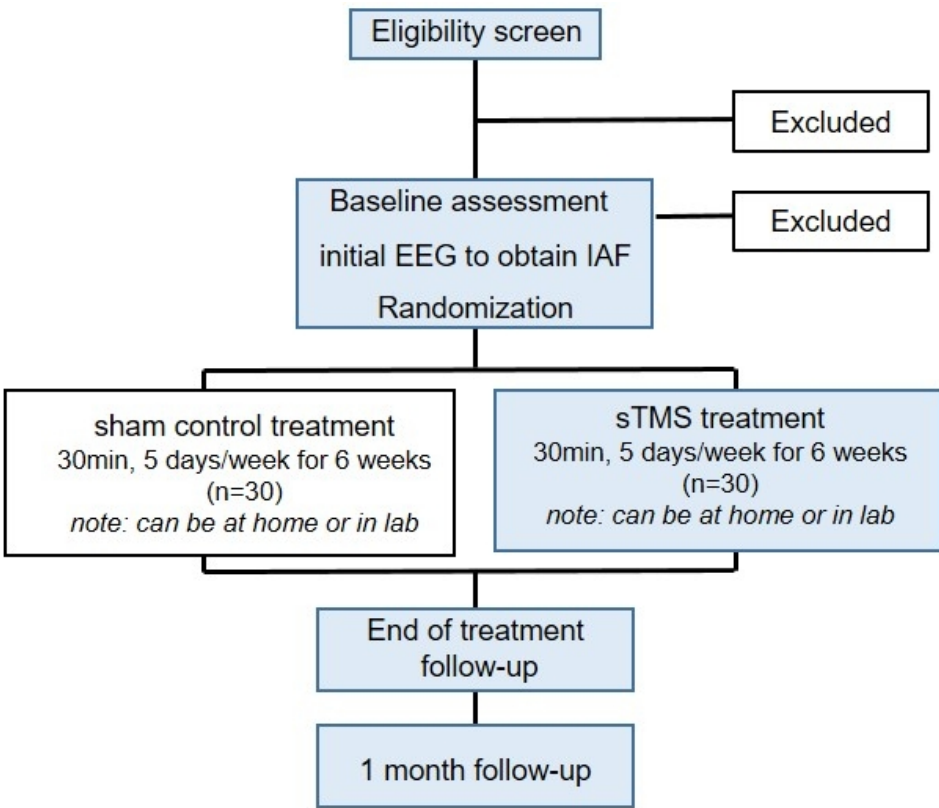 Eligibility screen
Excluded
Baseline assessment
initial EEG to obtain IAF
Randomization
Excluded
sham control treatment
30min, 5 days/week for 6 weeks
(n=30)
note: can be at home or in lab
sTMS treatment
30min, 5 days/week for 6 weeks
(n=30)
note: can be at home or in lab
End of treatment
follow-up
1 month follow-up